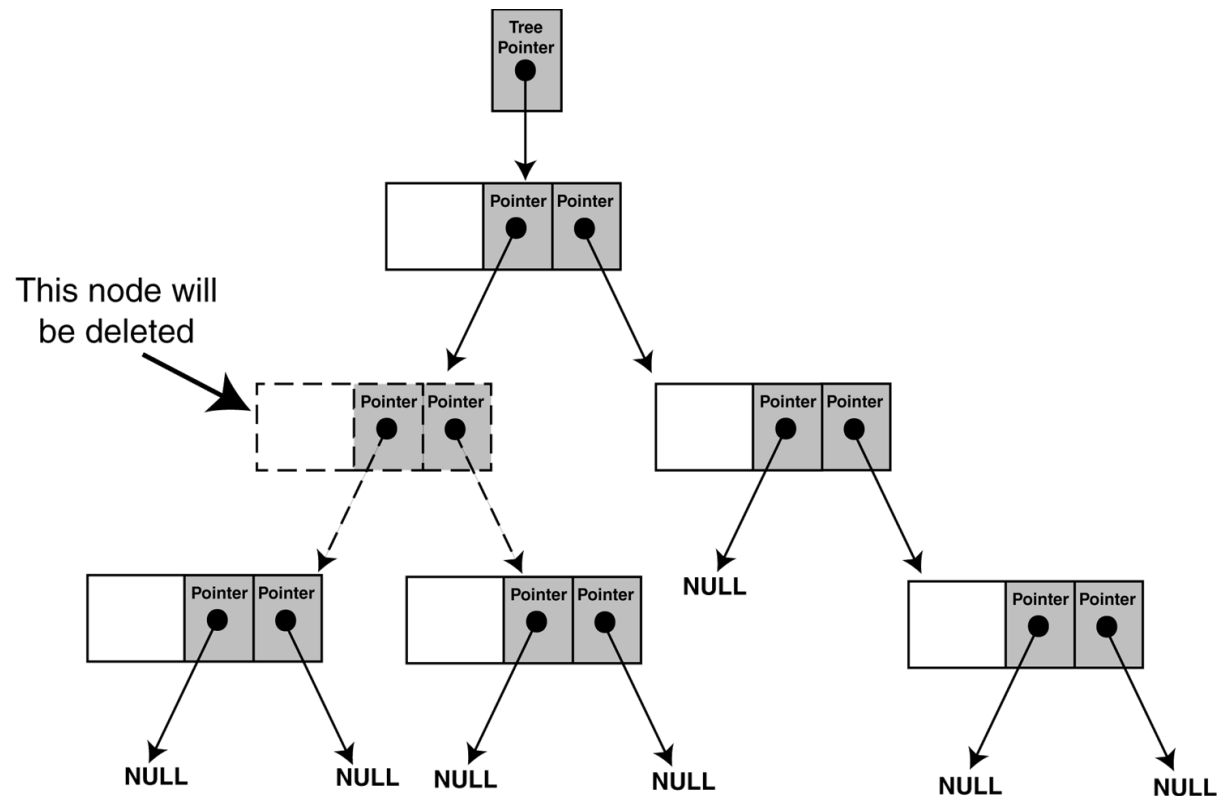 Tree
Pointer
Pointer Pointer
This node will
be deleted
Pointer Pointer
Pointer Pointer
NULL
Pointer Pointer
Pointer Pointer
Pointer Pointer
NULL
NULL
NULL
NULL
NULL
NULL